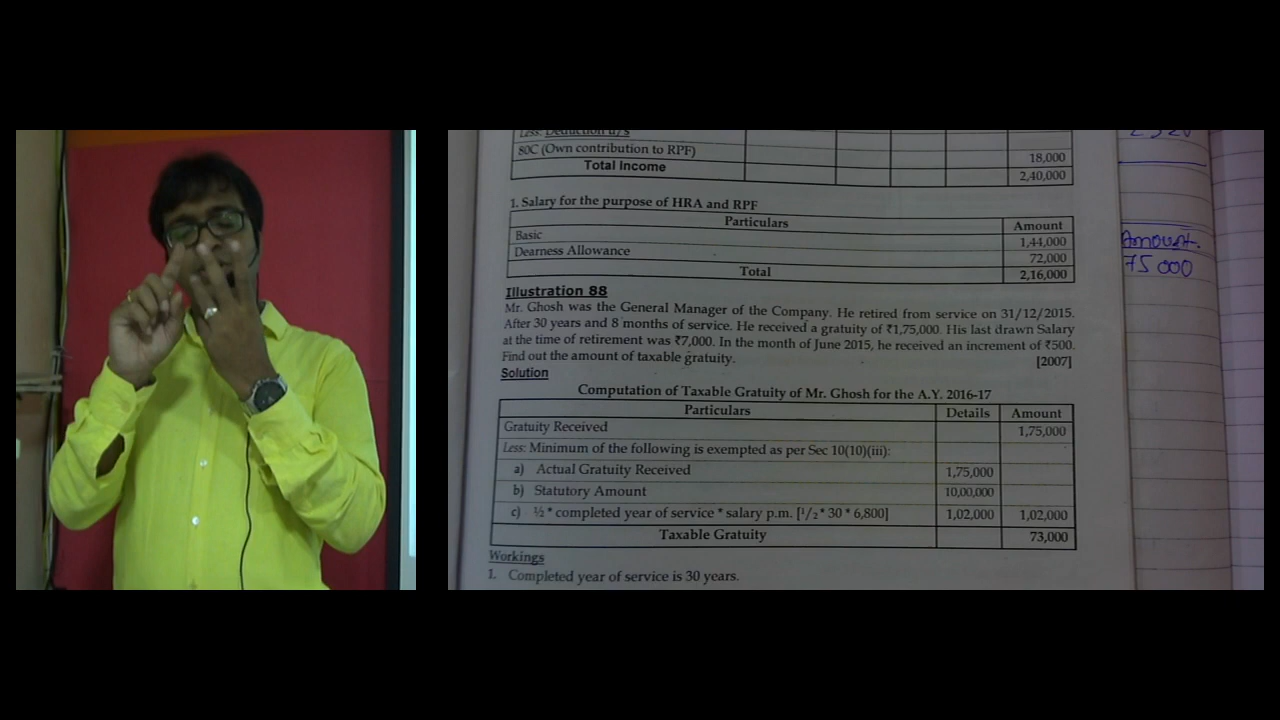 Less: Deduction u/s
80C (Own contribution to RPF) 18,000
Total Income 2,40,000
1. Salary for the purpose of HRA and RPF
Particulars Amount
Basic 1,44,000
Dearness Allowance 72,000
Total 2,16,000
Illustration 88
Mr. Ghosh was the General Manager of the Company. He retired from service on 31/12/2015.
After 30 years and 8 months of service. He received a gratuity of ₹1,75,000. His last drawn Salary
at the time of retirement was ₹7,000. In the month of June 2015, he received an increment of ₹500.
Find out the amount of taxable gratuity. [2007]
Solution
Computation of Taxable Gratuity of Mr. Ghosh for the A.Y. 2016-17
Particulars Details Amount
Gratuity Received 1,75,000
Less: Minimum of the following is exempted as per Sec 10(10)(iii):
a) Actual Gratuity Received 1,75,000
b) Statutory Amount 10,00,000
c) ½ * completed year of service * salary p.m. [1/2 * 30 * 6,800] 1,02,000 1,02,000
Taxable Gratuity 73,000
Workings
1. Completed year of service is 30 years.
Amount.
75000